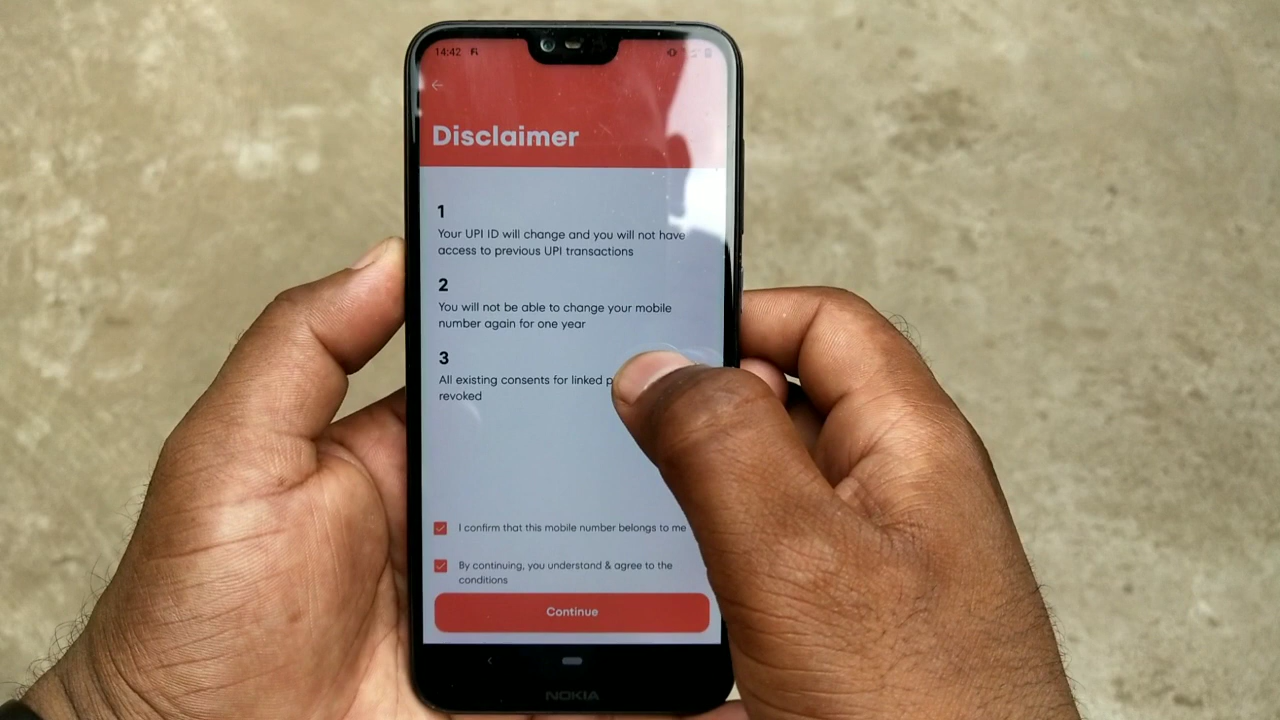 14:42
Disclaimer
1
Your UPI ID will change and you will not have
access to previous UPI transactions
2
You will not be able to change your mobile
number again for one year
3
All existing consents for linked
revoked
I confirm that this mobile number belongs to me
By continuing, you understand & agree to the
conditions
Continue
NOKIA